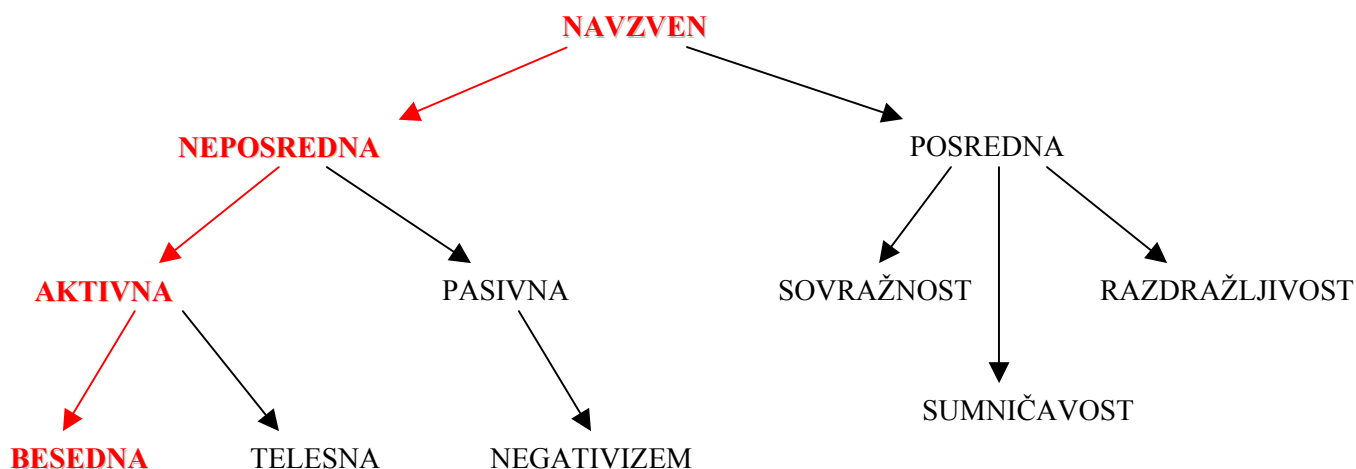 NAVZVEN
NEPOSREDNA
POSREDNA
AKTIVNA
PASIVNA
SOVRAŽNOST
RAZDRAŽLJIVOST
SUMNIČAVOST
BESEDNA
TELESNA
NEGATIVIZEM